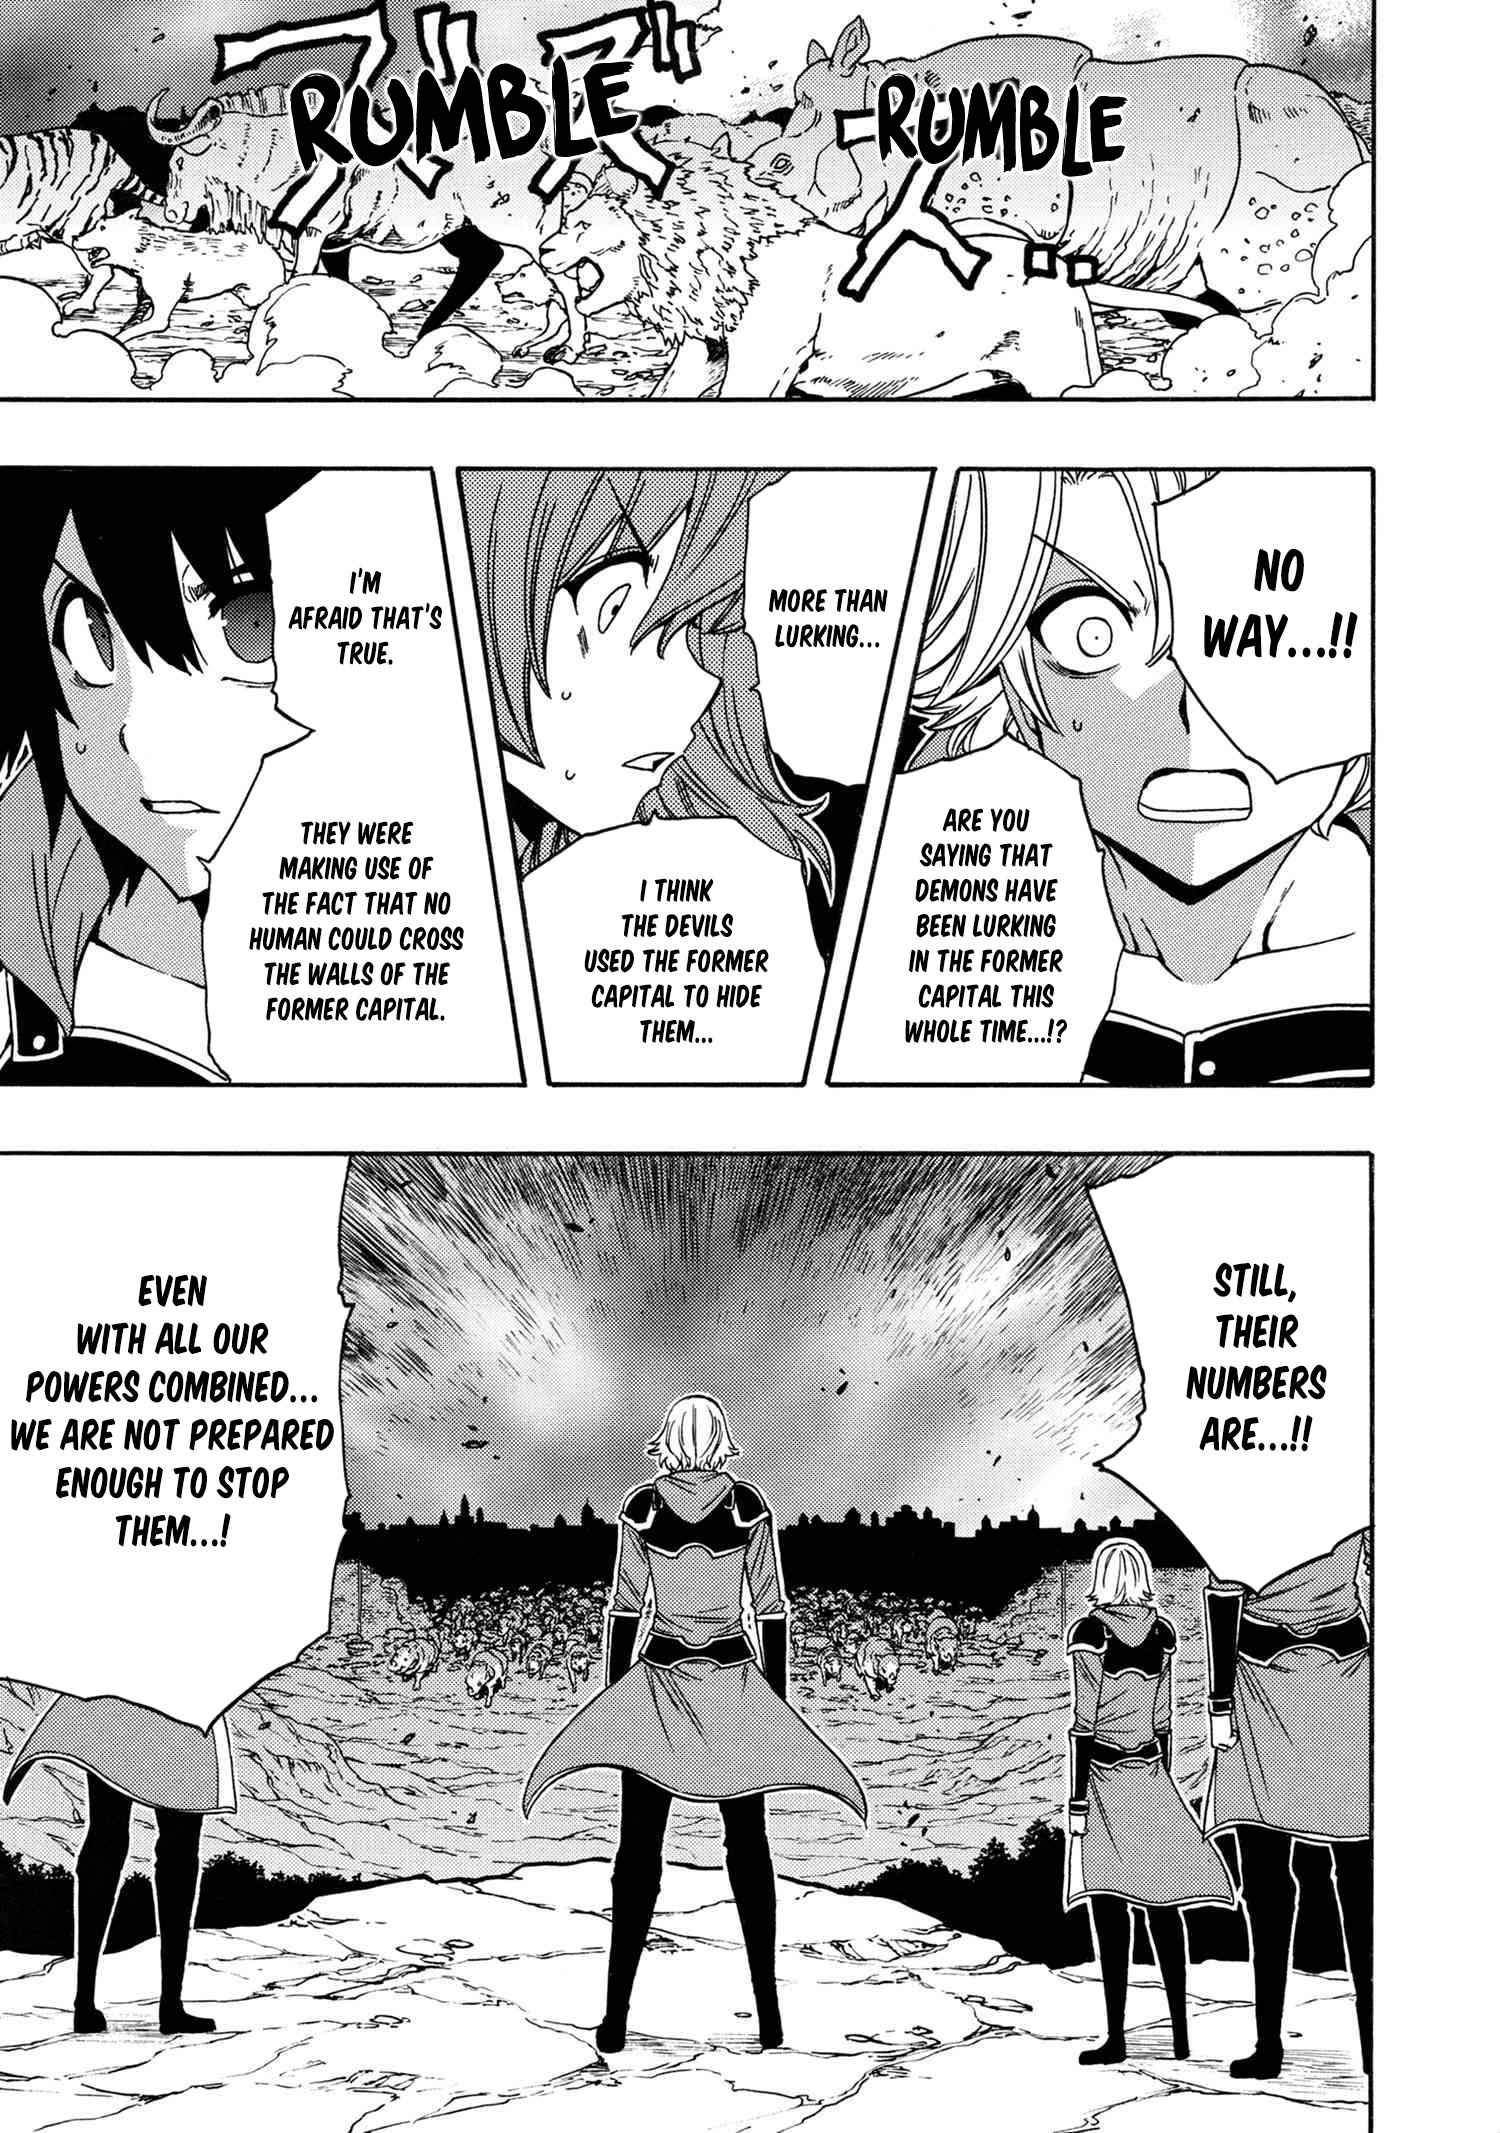 RUMBLE
RUMBLE
NO
WAY...!!
ARE YOU
SAYING THAT
DEMONS HAVE
BEEN LURKING
IN THE FORMER
CAPITAL THIS
WHOLE TIME...!?
MORE THAN
LURKING...
I THINK
THE DEVILS
USED THE FORMER
CAPITAL TO HIDE
THEM...
I'M
AFRAID THAT'S
TRUE.
THEY WERE
MAKING USE OF
THE FACT THAT NO
HUMAN COULD CROSS
THE WALLS OF THE
FORMER CAPITAL.
STILL,
THEIR
NUMBERS
ARE...!!
EVEN
WITH ALL OUR
POWERS COMBINED...
WE ARE NOT PREPARED
ENOUGH TO STOP
THEM...!